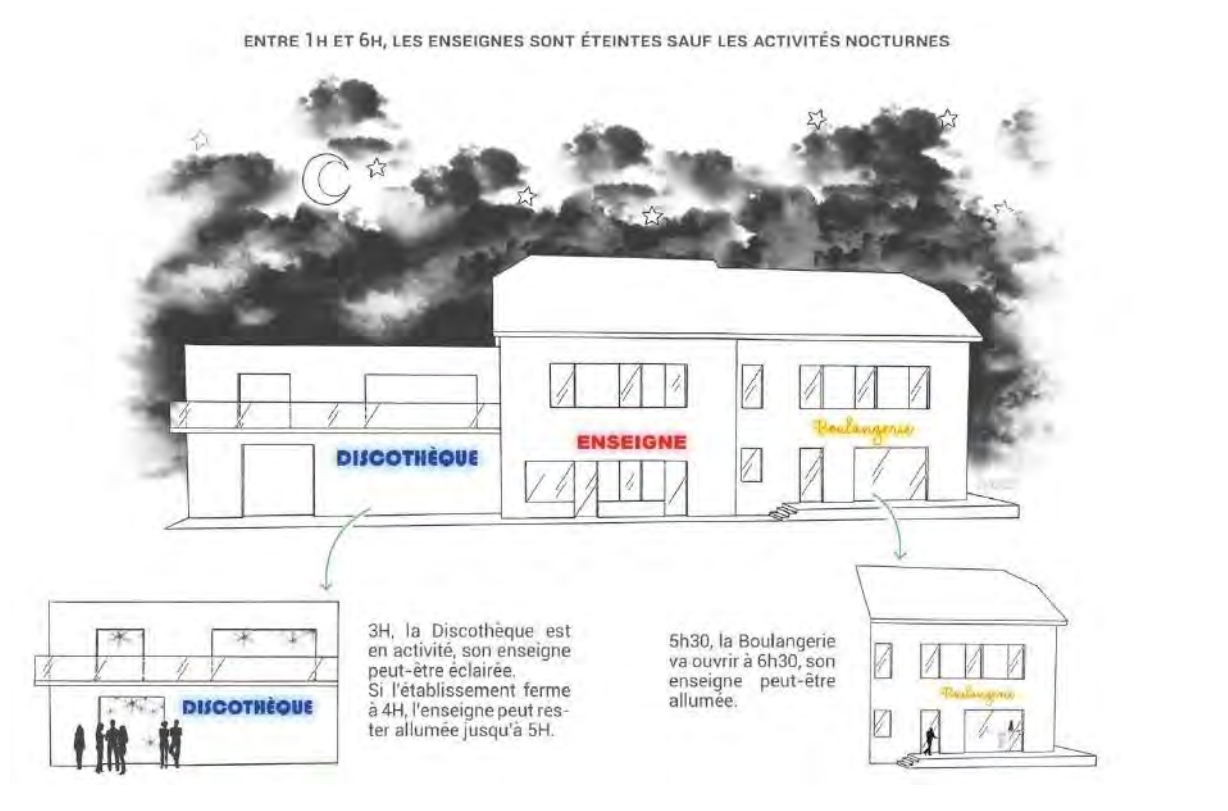 ENTRE 1H ET 6H, LES ENSEIGNES SONT ÉTEINTES SAUF LES ACTIVITÉS NOCTURNES
DISCOTHÈQUE
ENSEIGNE
Boulangerie
3H, la Discothèque est
en activité, son enseigne
peut-être éclairée.
Si l'établissement ferme
à 4H, l'enseigne peut res-
ter allumée jusqu'à 5H.
DISCOTHÈQUE
5h30, la Boulangerie
va ouvrir à 6h30, son
enseigne peut-être
allumée.
Boulangerie